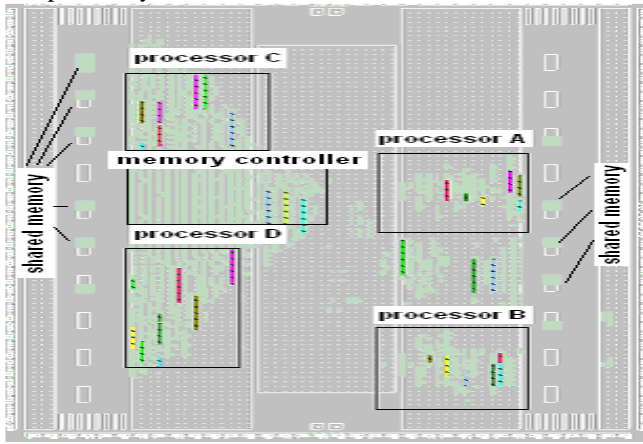 processor C
processor A
memory controller
shared memory
shared memory
processor D
processor B